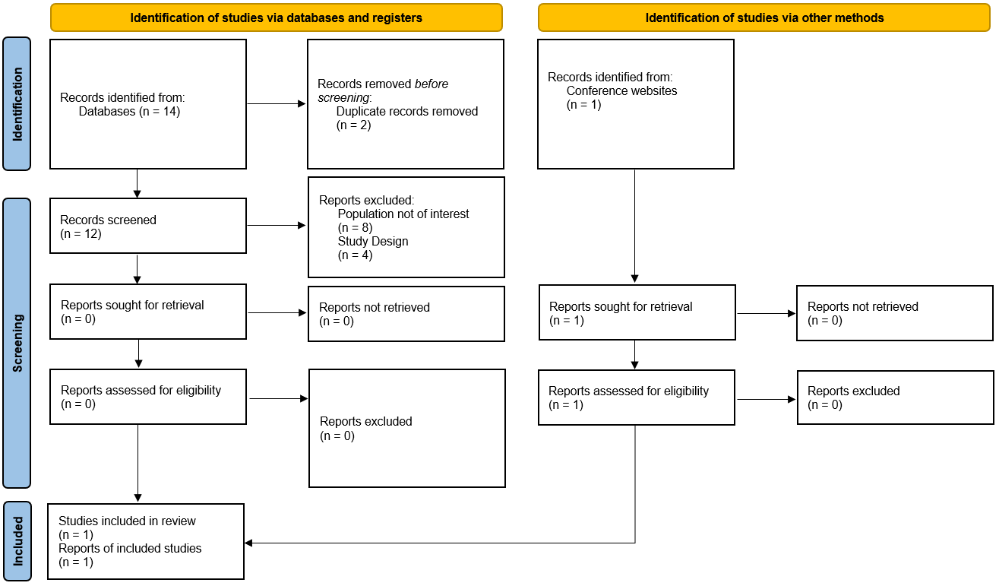 Identification of studies via databases and registers
Identification of studies via other methods
Identification
Records identified from:
Databases (n = 14)
Records removed before
screening:
Duplicate records removed
(n = 2)
Records identified from:
Conference websites
(n = 1)
Screening
Records screened
(n = 12)
Reports excluded:
Population not of interest
(n = 8)
Study Design
(n = 4)
Reports sought for retrieval
(n = 0)
Reports not retrieved
(n = 0)
Reports sought for retrieval
(n = 1)
Reports not retrieved
(n = 0)
Reports assessed for eligibility
(n = 0)
Reports excluded
(n = 0)
Reports assessed for eligibility
(n = 1)
Reports excluded
(n = 0)
Included
Studies included in review
(n = 1)
Reports of included studies
(n = 1)